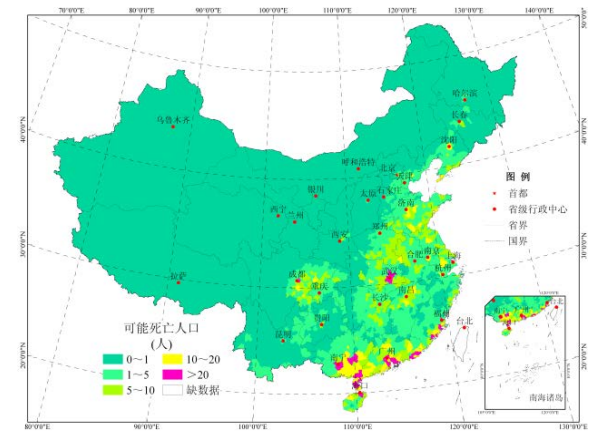 70°0'0"E
80°0'0"E
90°0'0"E
100°0'0"E
110°0'0"E
120°0'0"E
130°0'0"E
140°0'0"E
哈尔滨
长春
乌鲁木齐
沈阳
呼和浩特
北京
天津
图 例
银川
太原
石家庄
首都
济南
西宁
兰州
省级行政中心
郑州
省界
西安
国界
合肥
南京
上海
拉萨
成都
武汉
杭州
重庆
南昌
长沙
可能死亡人口
(人)
贵阳
福州
台北
昆明
0~1
10~20
1~5
>20
5~10
缺数据
南宁
广州
海口
南海诸岛
40°0'0"N
30°0'0"N
20°0'0"N
80°0'0"E
90°0'0"E
100°0'0"E
110°0'0"E
120°0'0"E
130°0'0"E